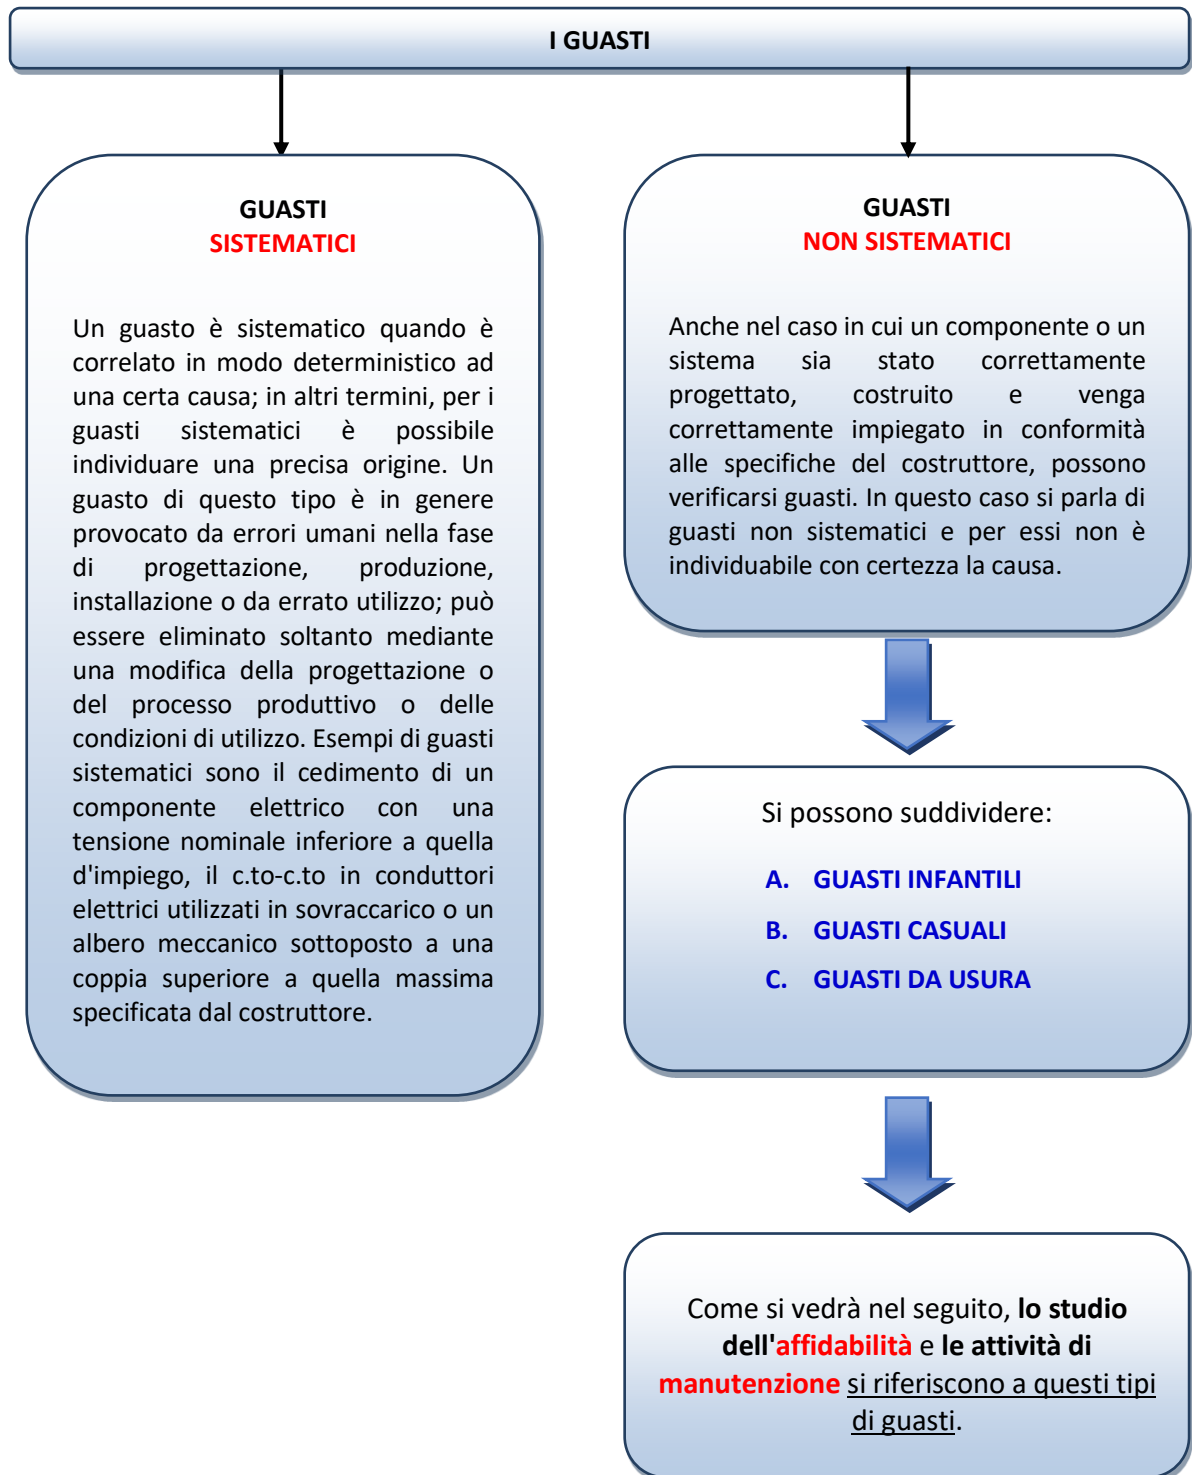 I GUASTI
GUASTI
SISTEMATICI
Un guasto è sistematico quando è
correlato in modo deterministico ad
una certa causa; in altri termini, per i
guasti sistematici è possibile
individuare una precisa origine. Un
guasto di questo tipo è in genere
provocato da errori umani nella fase
di progettazione, produzione,
installazione o da errato utilizzo; può
essere eliminato soltanto mediante
una modifica della progettazione o
del processo produttivo o delle
condizioni di utilizzo. Esempi di guasti
sistematici sono il cedimento di un
componente elettrico con una
tensione nominale inferiore a quella
d'impiego, il c.to-c.to in conduttori
elettrici utilizzati in sovraccarico o un
albero meccanico sottoposto a una
coppia superiore a quella massima
specificata dal costruttore.
GUASTI
NON SISTEMATICI
Anche nel caso in cui un componente o un
sistema sia stato correttamente
progettato, costruito e venga
correttamente impiegato in conformità
alle specifiche del costruttore, possono
verificarsi guasti. In questo caso si parla di
guasti non sistematici e per essi non è
individuabile con certezza la causa.
Si possono suddividere:
A. GUASTI INFANTILI
B. GUASTI CASUALI
C. GUASTI DA USURA
Come si vedrà nel seguito, lo studio
dell'affidabilità e le attività di
manutenzione si riferiscono a questi tipi
di guasti.